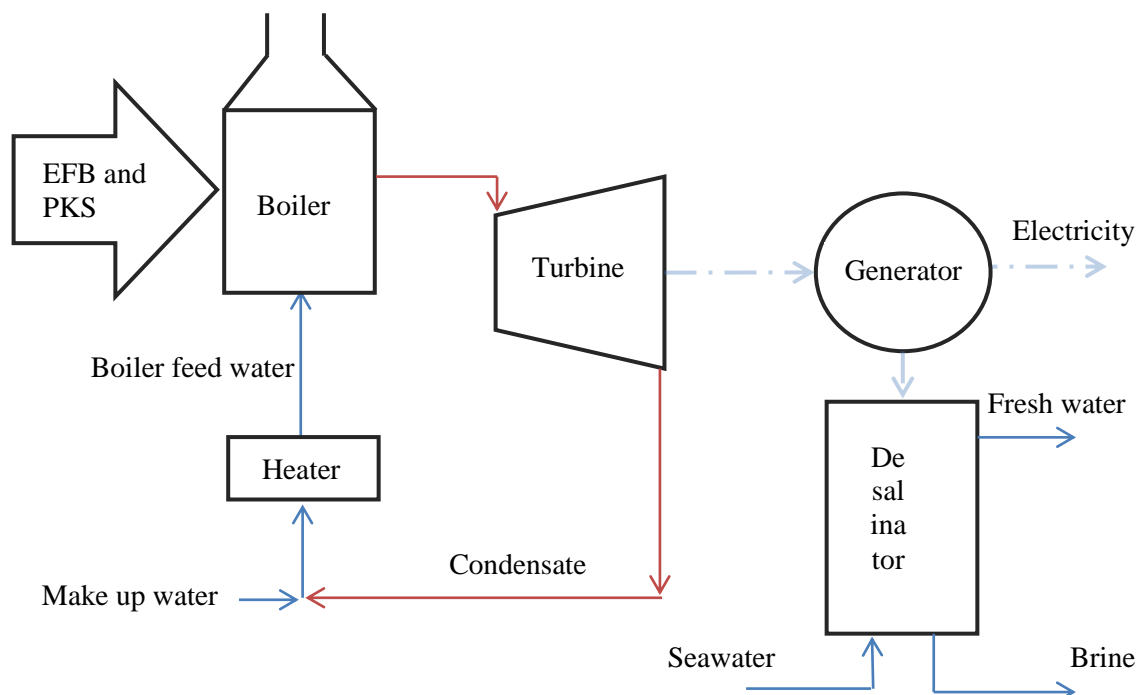 EFB and
PKS
Boiler
Turbine
Generator
Electricity
Boiler feed water
Fresh water
Heater
De
sal
ina
tor
Condensate
Make up water
Seawater
Brine